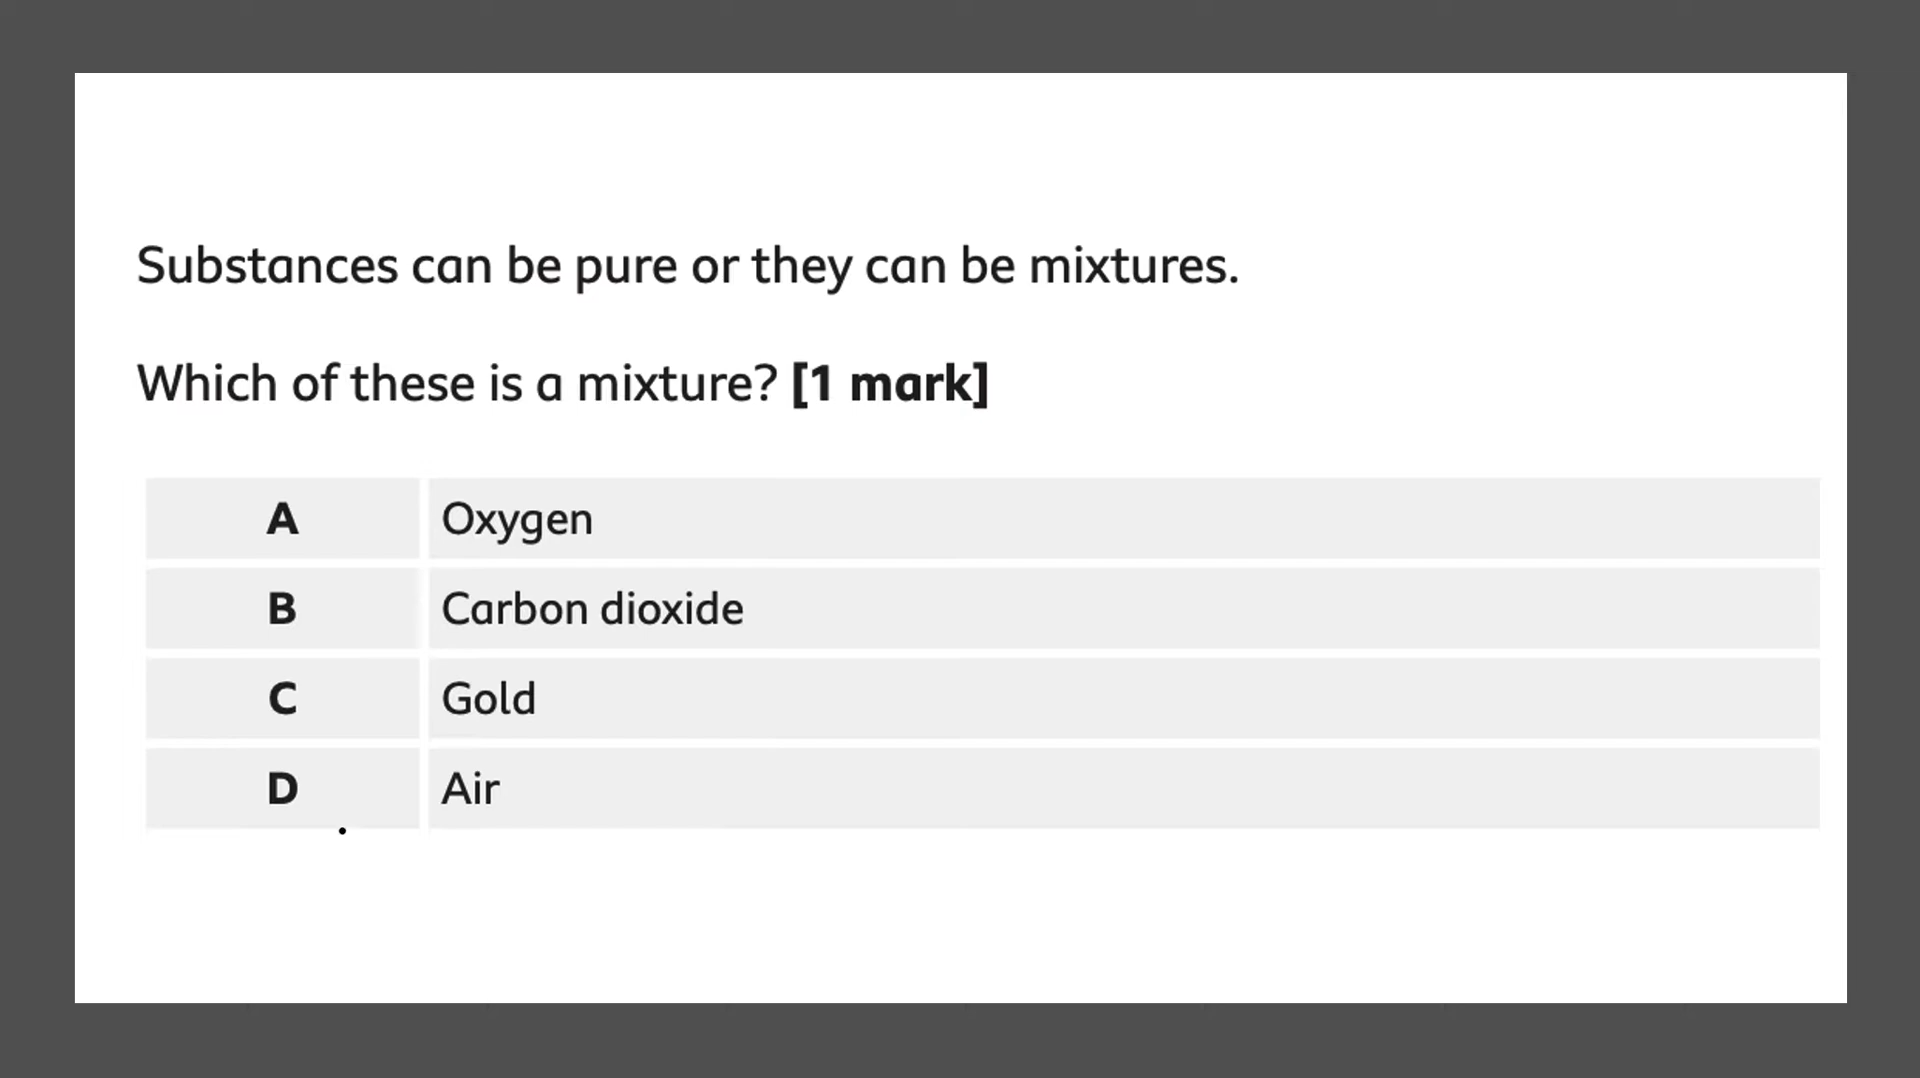 Substances can be pure or they can be mixtures.
Which of these is a mixture? [1 mark]
A Oxygen
B Carbon dioxide
C Gold
D Air